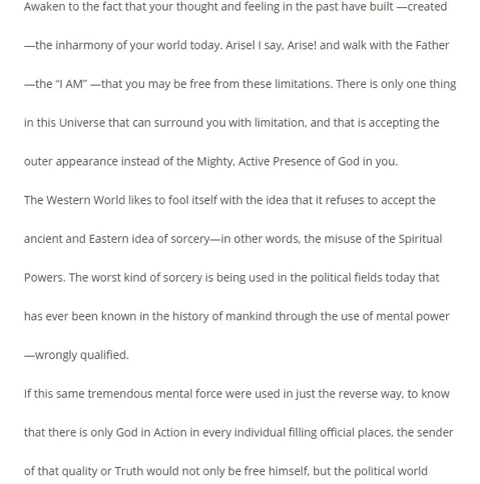 Awaken to the fact that your thought and feeling in the past have built —created
—the inharmony of your world today. Arisel I say, Arise! and walk with the Father
—the “I AM” —that you may be free from these limitations. There is only one thing
in this Universe that can surround you with limitation, and that is accepting the
outer appearance instead of the Mighty, Active Presence of God in you.
The Western World likes to fool itself with the idea that it refuses to accept the
ancient and Eastern idea of sorcery—in other words, the misuse of the Spiritual
Powers. The worst kind of sorcery is being used in the political fields today that
has ever been known in the history of mankind through the use of mental power
—wrongly qualified.
If this same tremendous mental force were used in just the reverse way, to know
that there is only God in Action in every individual filling official places, the sender
of that quality or Truth would not only be free himself, but the political world